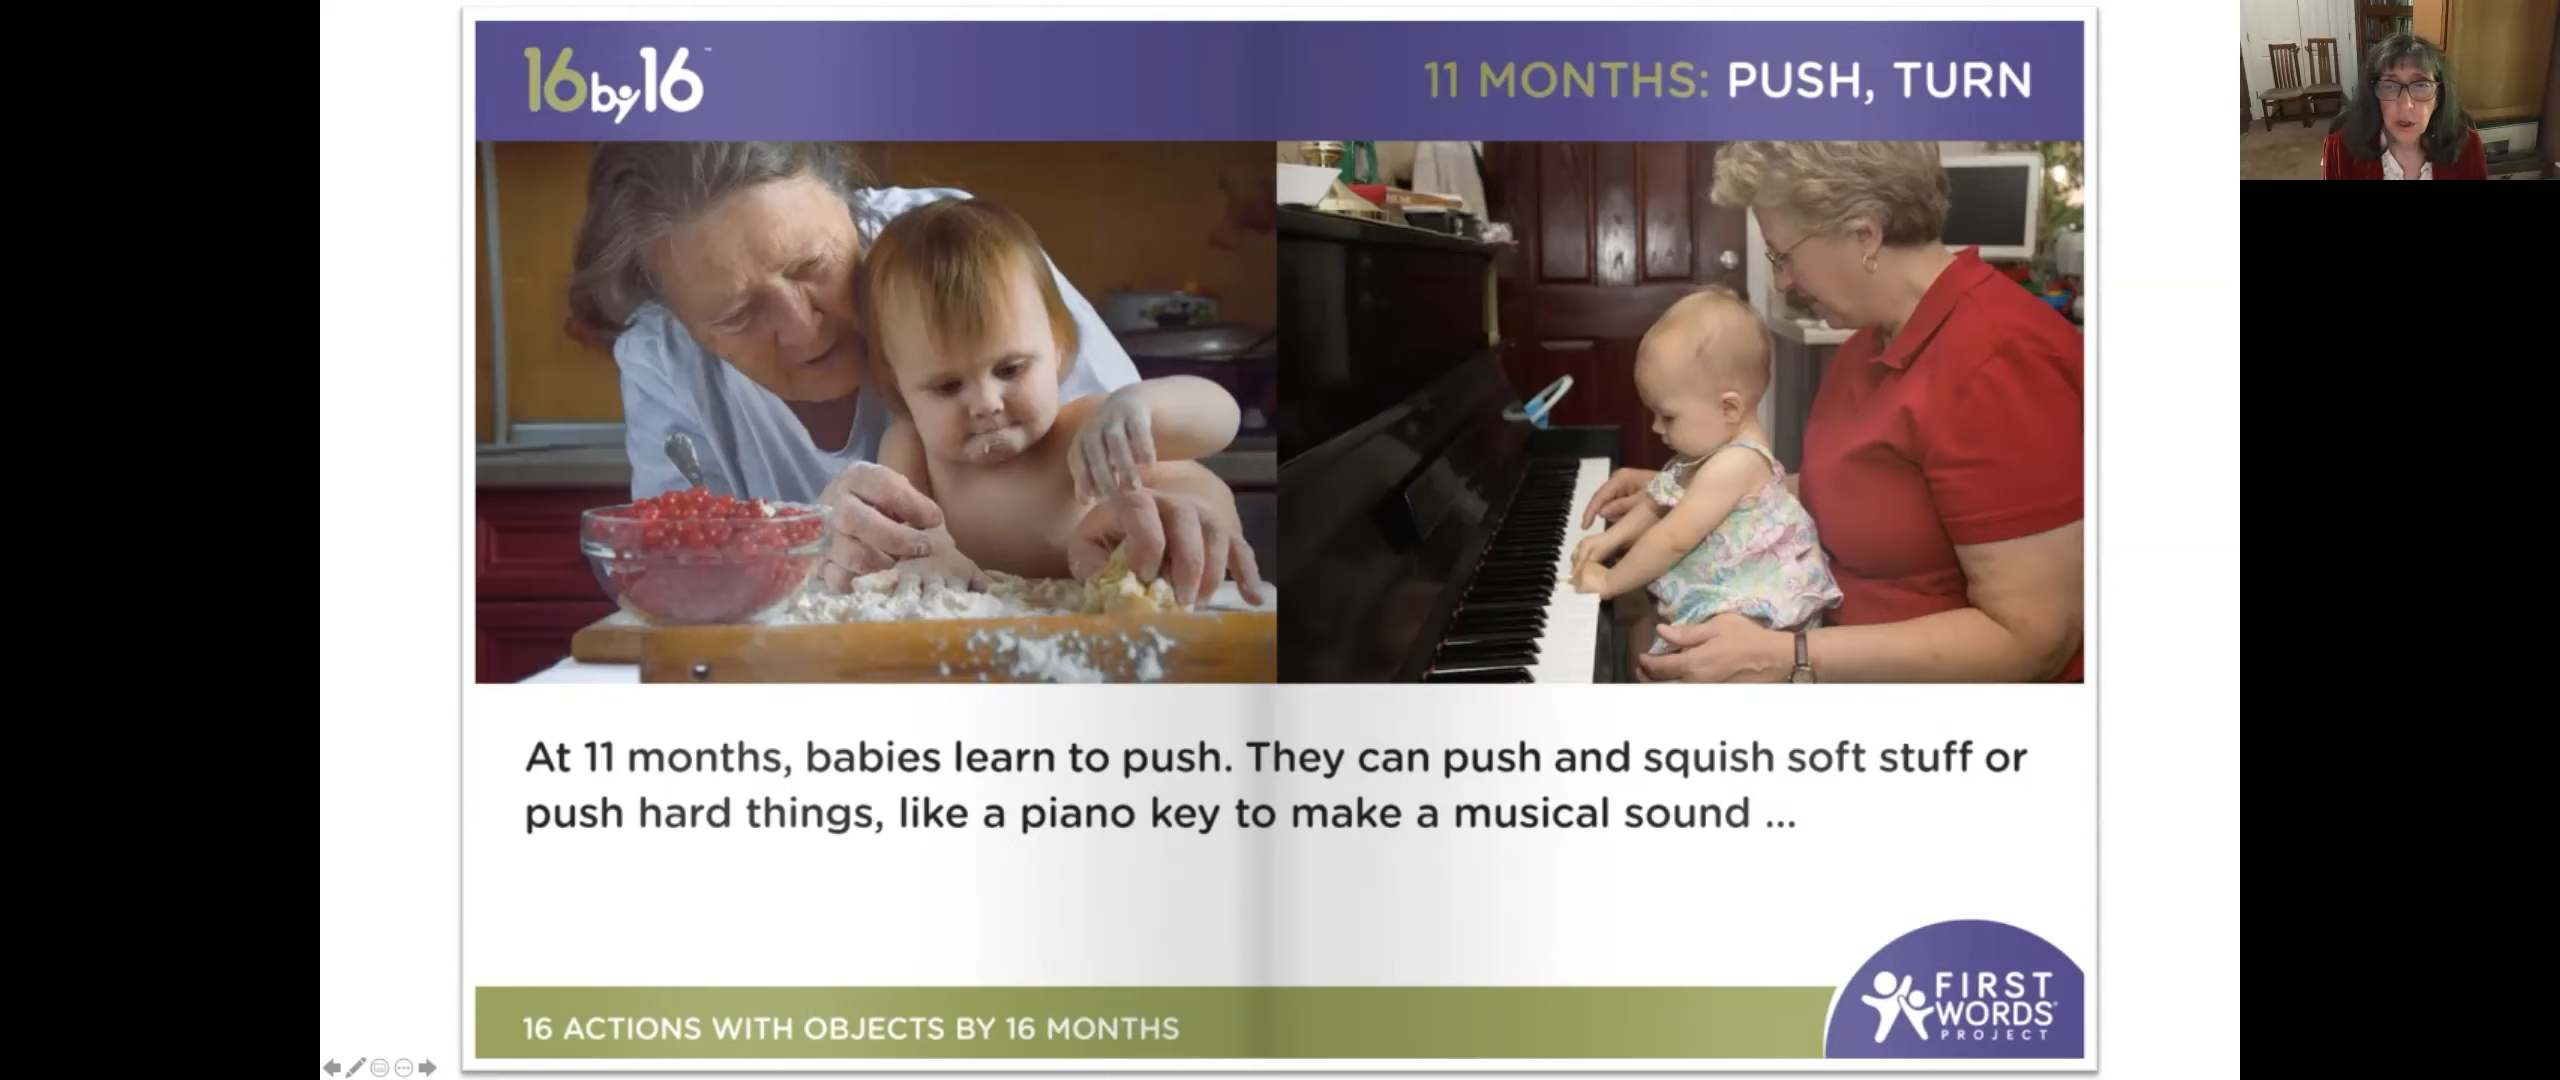 16by16™
11 MONTHS: PUSH, TURN
At 11 months, babies learn to push. They can push and squish soft stuff or
push hard things, like a piano key to make a musical sound ...
16 ACTIONS WITH OBJECTS BY 16 MONTHS
FIRST
WORDS®
PROJECT